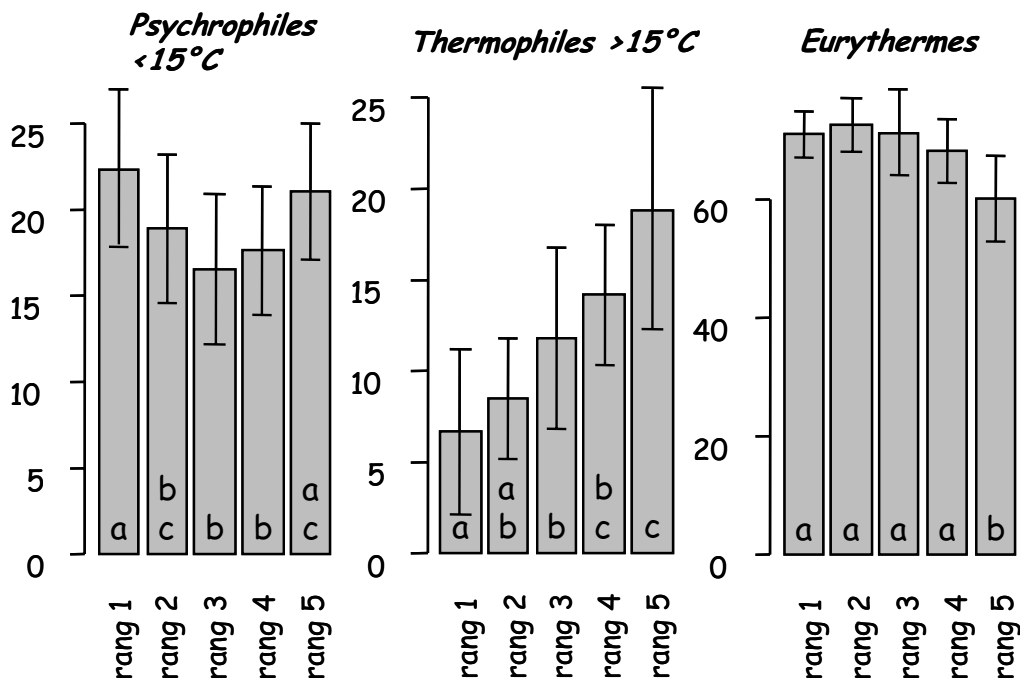 Psychrophiles
<15°C
25
20
15
10
5
0
b
a
a
c
b
b
c
rang 1
rang 2
rang 3
rang 4
rang 5
Thermophiles >15°C
25
20
15
10
5
0
a
b
a
b
b
c
c
rang 1
rang 2
rang 3
rang 4
rang 5
Eurythermes
60
40
20
0
a
a
a
a
b
rang 1
rang 2
rang 3
rang 4
rang 5